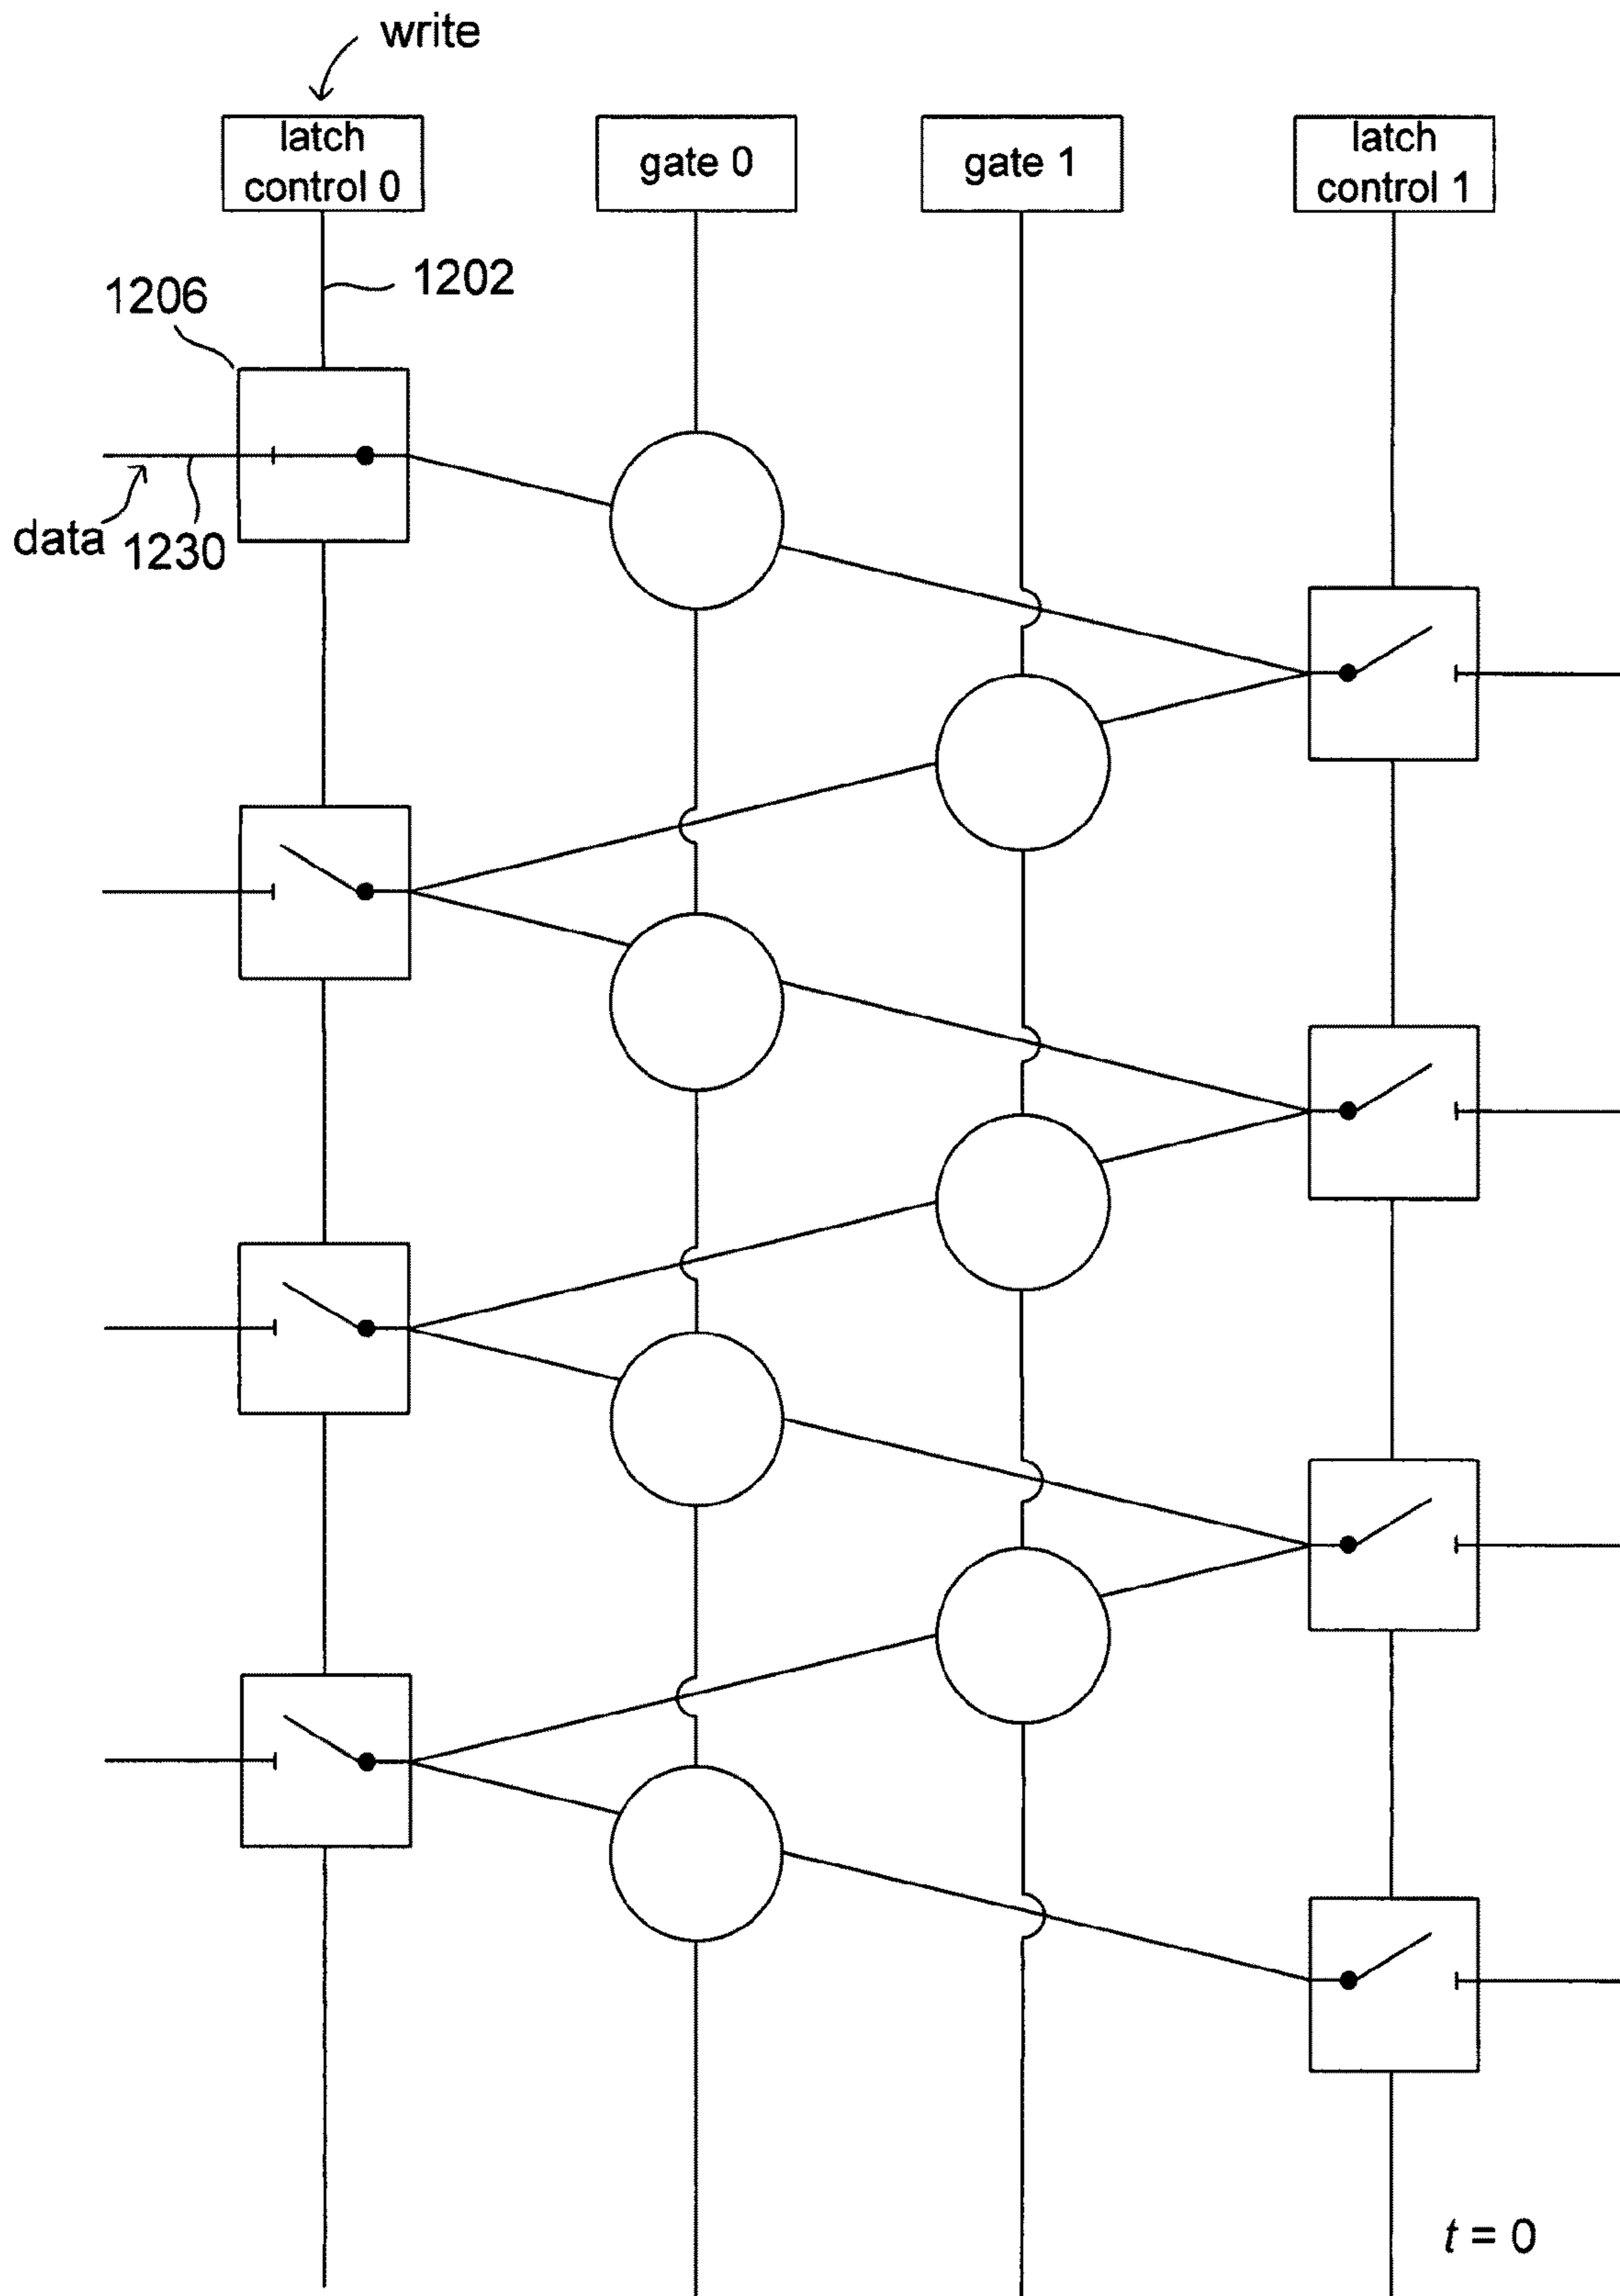 write
latch
control 0
gate 0
gate 1
latch
control 1
1202
1206
data
1230
t = 0